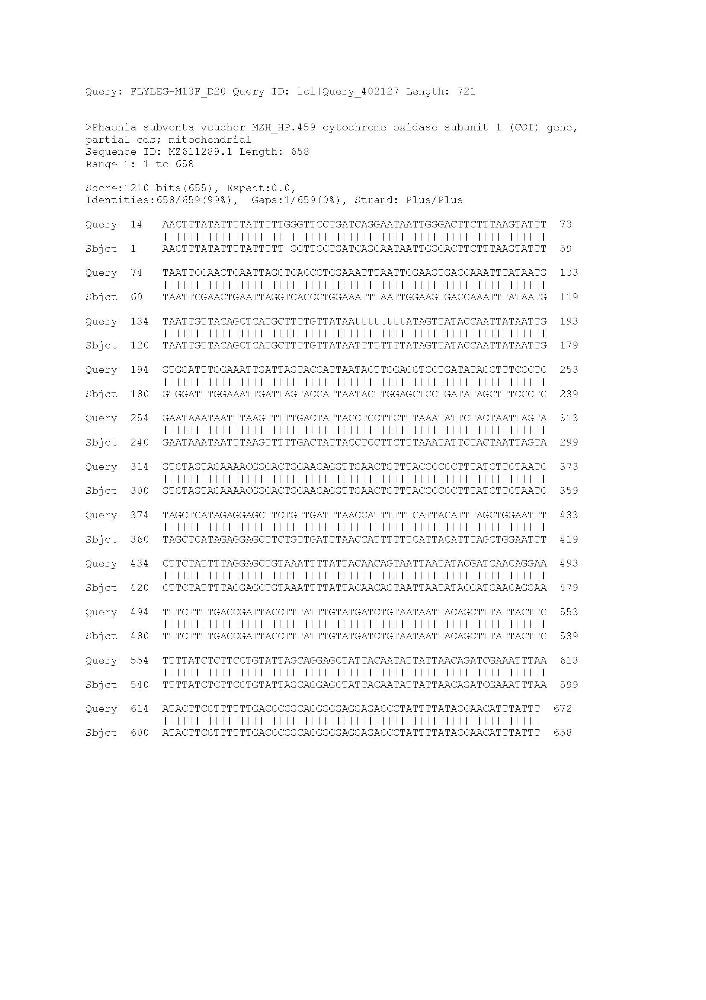 Query: FLYLEG-M13F_D20 Query ID: lcl|Query_402127 Length: 721
>Phaonia subventa voucher MZH_HP.459 cytochrome oxidase subunit 1 (COI) gene,
partial cds; mitochondrial
Sequence ID: MZ611289.1 Length: 658
Range 1: 1 to 658
Score:1210 bits(655), Expect:0.0,
Identities:658/659(99%),  Gaps:1/659(0%), Strand: Plus/Plus
Query  14   AACTTTATATTTTATTTTTGGGTTCCTGATCAGGAATAATTGGGACTTCTTTAAGTATTT  73
            ||||||||||||||||||| ||||||||||||||||||||||||||||||||||||||||
Sbjct  1    AACTTTATATTTTATTTTT-GGTTCCTGATCAGGAATAATTGGGACTTCTTTAAGTATTT  59
Query  74   TAATTCGAACTGAATTAGGTCACCCTGGAAATTTAATTGGAAGTGACCAAATTTATAATG  133
            ||||||||||||||||||||||||||||||||||||||||||||||||||||||||||||
Sbjct  60   TAATTCGAACTGAATTAGGTCACCCTGGAAATTTAATTGGAAGTGACCAAATTTATAATG  119
Query  134  TAATTGTTACAGCTCATGCTTTTGTTATAAttttttttATAGTTATACCAATTATAATTG  193
            ||||||||||||||||||||||||||||||||||||||||||||||||||||||||||||
Sbjct  120  TAATTGTTACAGCTCATGCTTTTGTTATAATTTTTTTTATAGTTATACCAATTATAATTG  179
Query  194  GTGGATTTGGAAATTGATTAGTACCATTAATACTTGGAGCTCCTGATATAGCTTTCCCTC  253
            ||||||||||||||||||||||||||||||||||||||||||||||||||||||||||||
Sbjct  180  GTGGATTTGGAAATTGATTAGTACCATTAATACTTGGAGCTCCTGATATAGCTTTCCCTC  239
Query  254  GAATAAATAATTTAAGTTTTTGACTATTACCTCCTTCTTTAAATATTCTACTAATTAGTA  313
            ||||||||||||||||||||||||||||||||||||||||||||||||||||||||||||
Sbjct  240  GAATAAATAATTTAAGTTTTTGACTATTACCTCCTTCTTTAAATATTCTACTAATTAGTA  299
Query  314  GTCTAGTAGAAAACGGGACTGGAACAGGTTGAACTGTTTACCCCCCTTTATCTTCTAATC  373
            ||||||||||||||||||||||||||||||||||||||||||||||||||||||||||||
Sbjct  300  GTCTAGTAGAAAACGGGACTGGAACAGGTTGAACTGTTTACCCCCCTTTATCTTCTAATC  359
Query  374  TAGCTCATAGAGGAGCTTCTGTTGATTTAACCATTTTTTCATTACATTTAGCTGGAATTT  433
            ||||||||||||||||||||||||||||||||||||||||||||||||||||||||||||
Sbjct  360  TAGCTCATAGAGGAGCTTCTGTTGATTTAACCATTTTTTCATTACATTTAGCTGGAATTT  419
Query  434  CTTCTATTTTAGGAGCTGTAAATTTTATTACAACAGTAATTAATATACGATCAACAGGAA  493
            ||||||||||||||||||||||||||||||||||||||||||||||||||||||||||||
Sbjct  420  CTTCTATTTTAGGAGCTGTAAATTTTATTACAACAGTAATTAATATACGATCAACAGGAA  479
Query  494  TTTCTTTTGACCGATTACCTTTATTTGTATGATCTGTAATAATTACAGCTTTATTACTTC  553
            ||||||||||||||||||||||||||||||||||||||||||||||||||||||||||||
Sbjct  480  TTTCTTTTGACCGATTACCTTTATTTGTATGATCTGTAATAATTACAGCTTTATTACTTC  539
Query  554  TTTTATCTCTTCCTGTATTAGCAGGAGCTATTACAATATTATTAACAGATCGAAATTTAA  613
            ||||||||||||||||||||||||||||||||||||||||||||||||||||||||||||
Sbjct  540  TTTTATCTCTTCCTGTATTAGCAGGAGCTATTACAATATTATTAACAGATCGAAATTTAA  599
Query  614  ATACTTCCTTTTTTGACCCCGCAGGGGGAGGAGACCCTATTTTATACCAACATTTATTT  672
            |||||||||||||||||||||||||||||||||||||||||||||||||||||||||||
Sbjct  600  ATACTTCCTTTTTTGACCCCGCAGGGGGAGGAGACCCTATTTTATACCAACATTTATTT  658